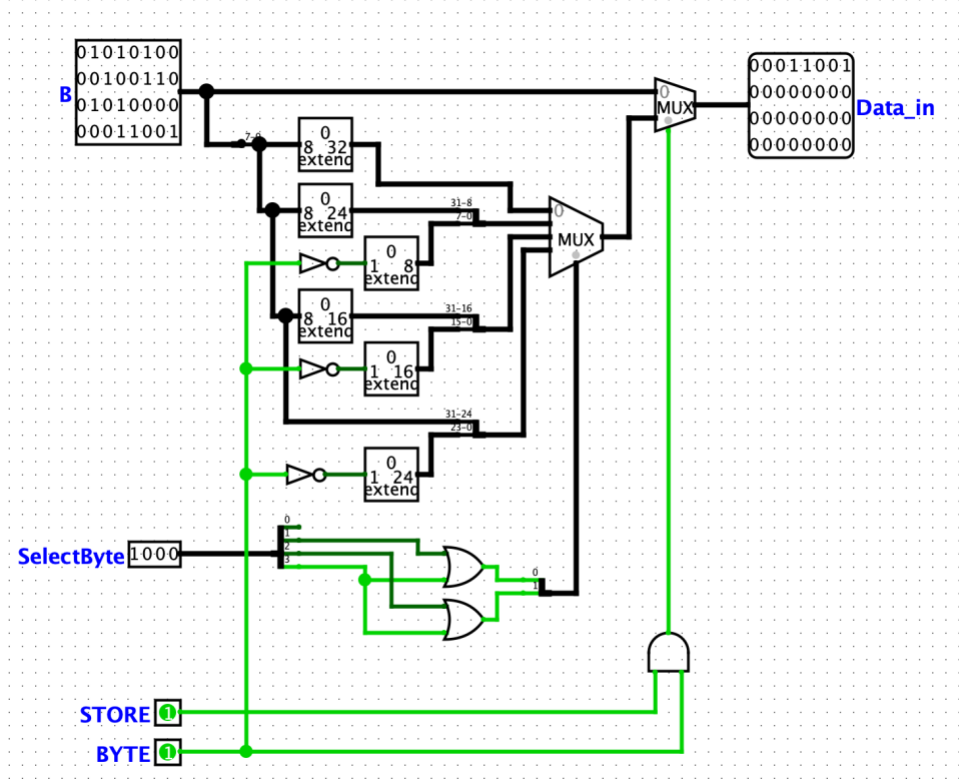 01010100
00100110
B
01010000
00011001
0
MUX
00011001
00000000
00000000
00000000
Data_in
0
8 32
extend
0
8 24
extend
31-8
7-0
0
MUX
0
1 8
extend
0
8 16
extend
31-16
15-0
0
1 16
extend
31-24
23-0
0
1 24
extend
SelectByte
1000
0
1
2
3
0
1
STORE
1
BYTE
1